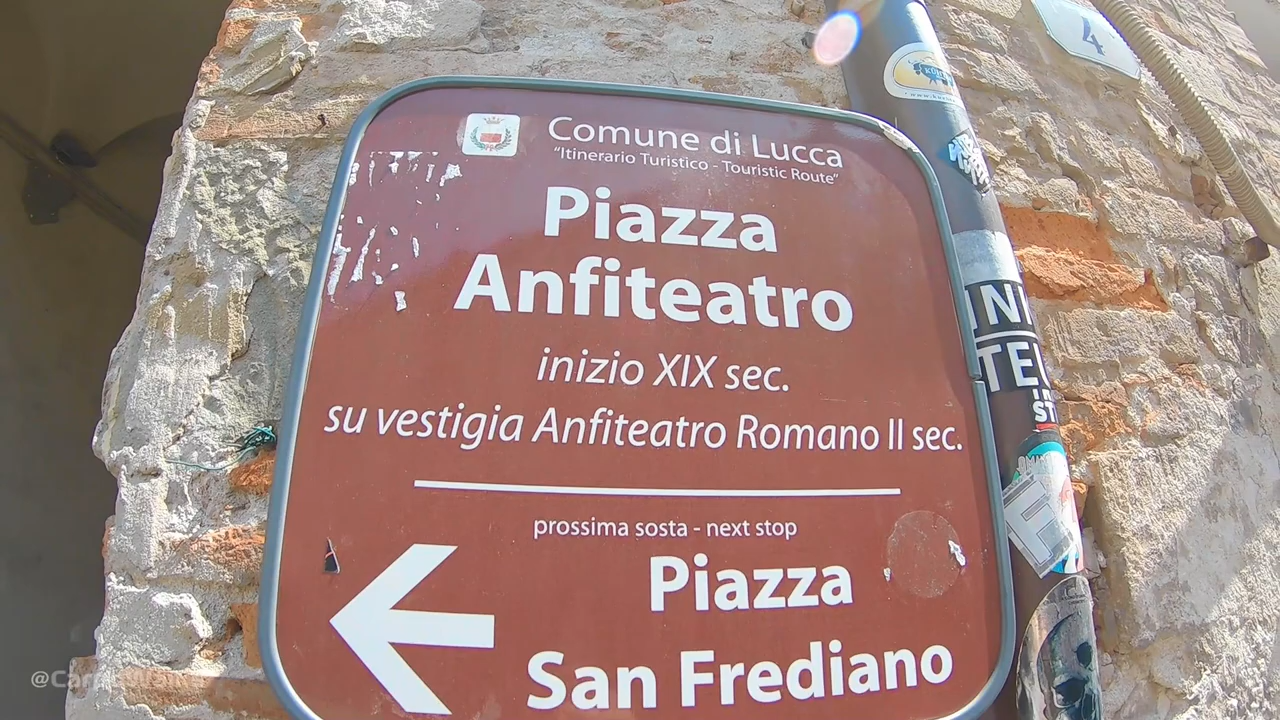 Comune di Lucca
"Itinerario Turistico - Touristic Route"
Piazza
Anfiteatro
inizio XIX sec.
su vestigia Anfiteatro Romano II sec.
prossima sosta - next stop
Piazza
San Frediano
4